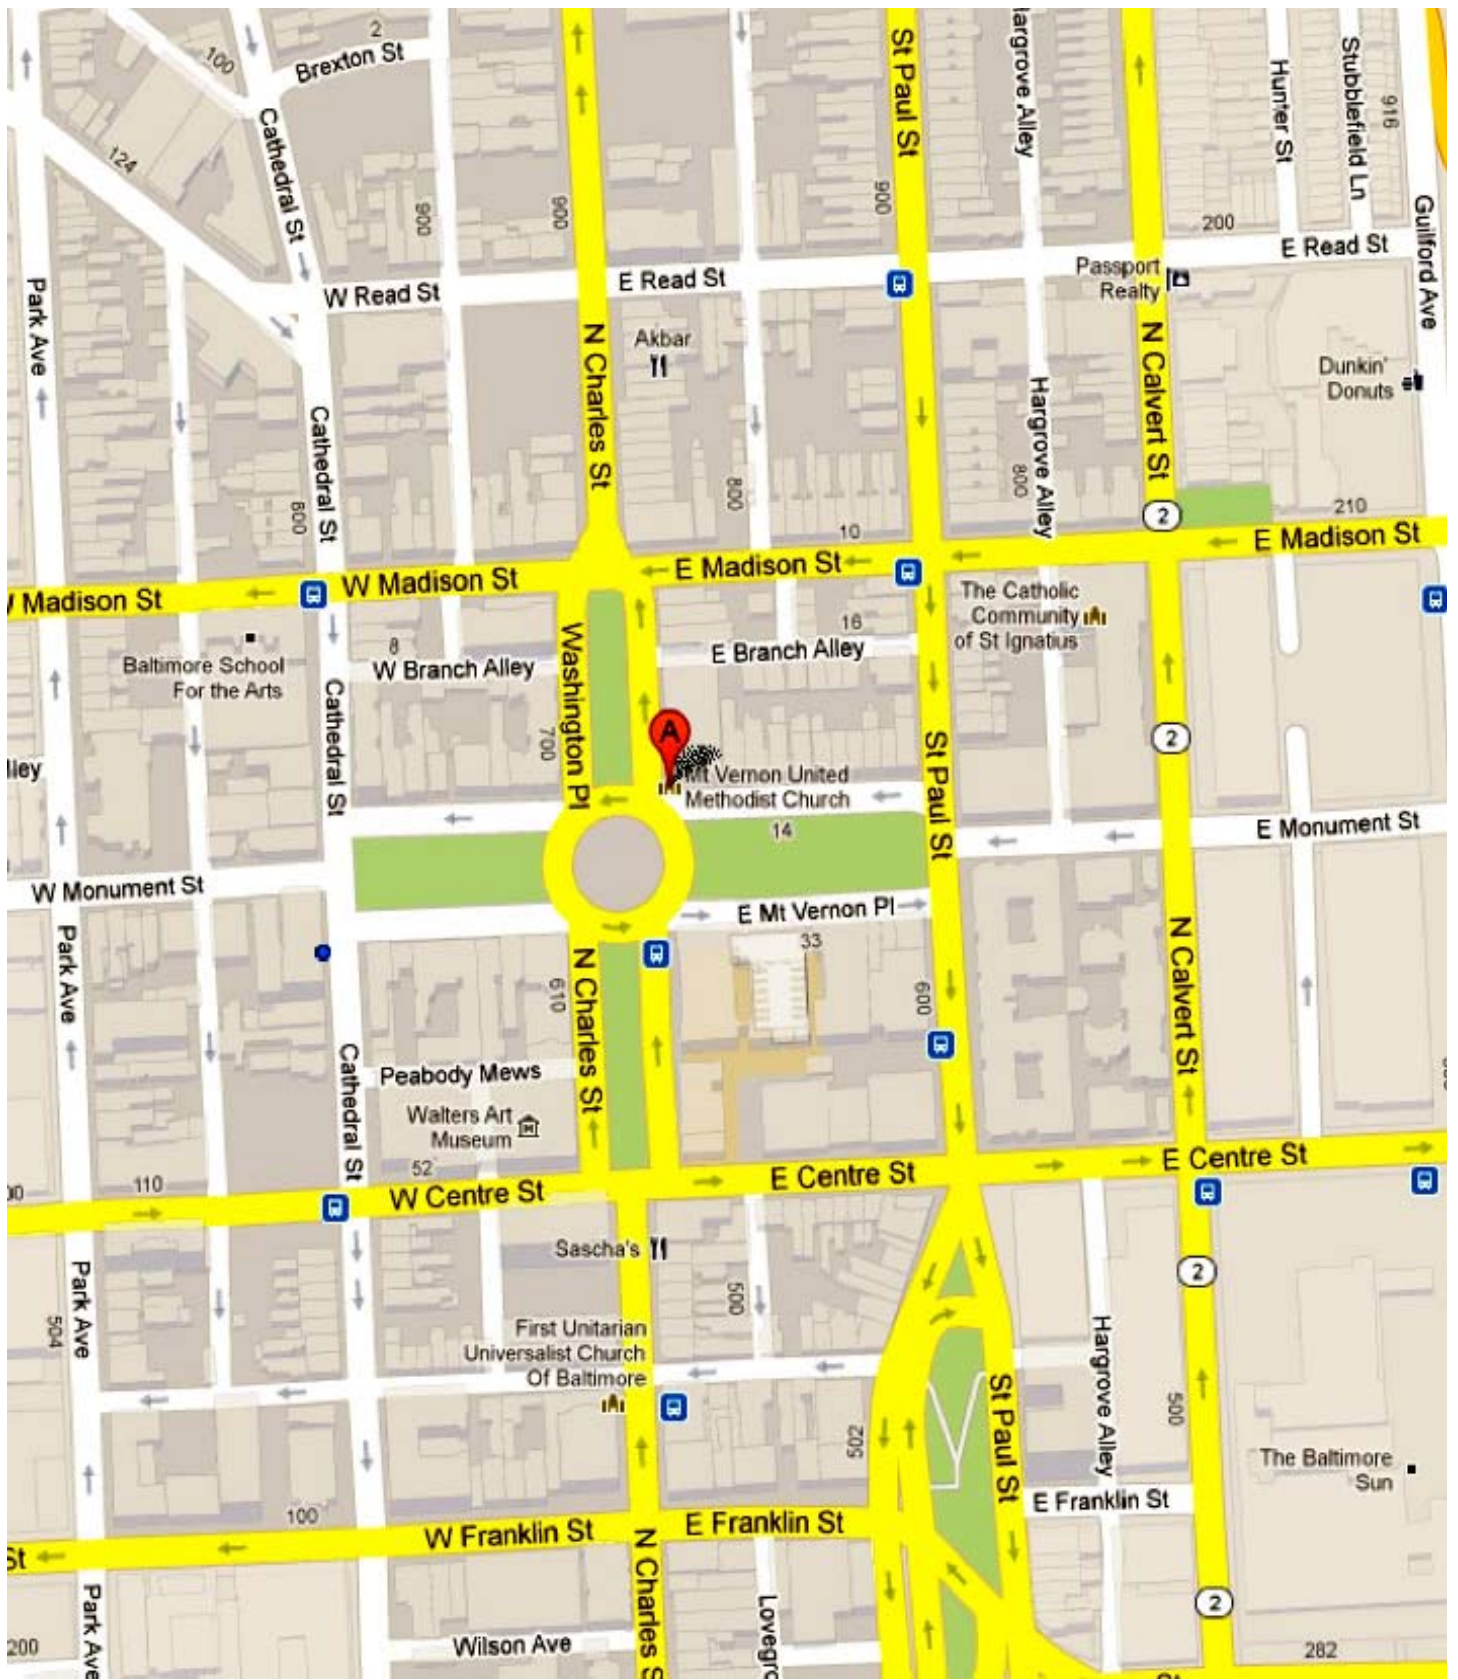 100
2
Brexton St
St Paul St
Hargrove Alley
Hunter St
Stubblefield Ln
916
Cathedral St
124
900
900
900
200
Guilford Ave
E Read St
Passport
Realty
E Read St
W Read St
Park Ave
Akbar
N Charles St
N Calvert St
Dunkin'
Donuts
Hargrove Alley
Cathedral St
800
800
800
2
210
10
E Madison St
E Madison St
W Madison St
Madison St
The Catholic
Community
of St Ignatius
16
E Branch Alley
8
W Branch Alley
Baltimore School
For the Arts
Washington Pl
700
Cathedral St
A
St Paul St
2
lley
Mt Vernon United
Methodist Church
14
E Monument St
W Monument St
E Mt Vernon Pl
33
Park Ave
610
N Charles St
600
N Calvert St
Cathedral St
Peabody Mews
Walters Art
Museum
52
E Centre St
E Centre St
W Centre St
110
Sascha's
2
500
Park Ave
504
First Unitarian
Universalist Church
Of Baltimore
Hargrove Alley
St Paul St
500
502
The Baltimore
Sun
E Franklin St
100
W Franklin St
E Franklin St
St
N Charles S
Park Ave
2
Lovegro
200
Wilson Ave
282